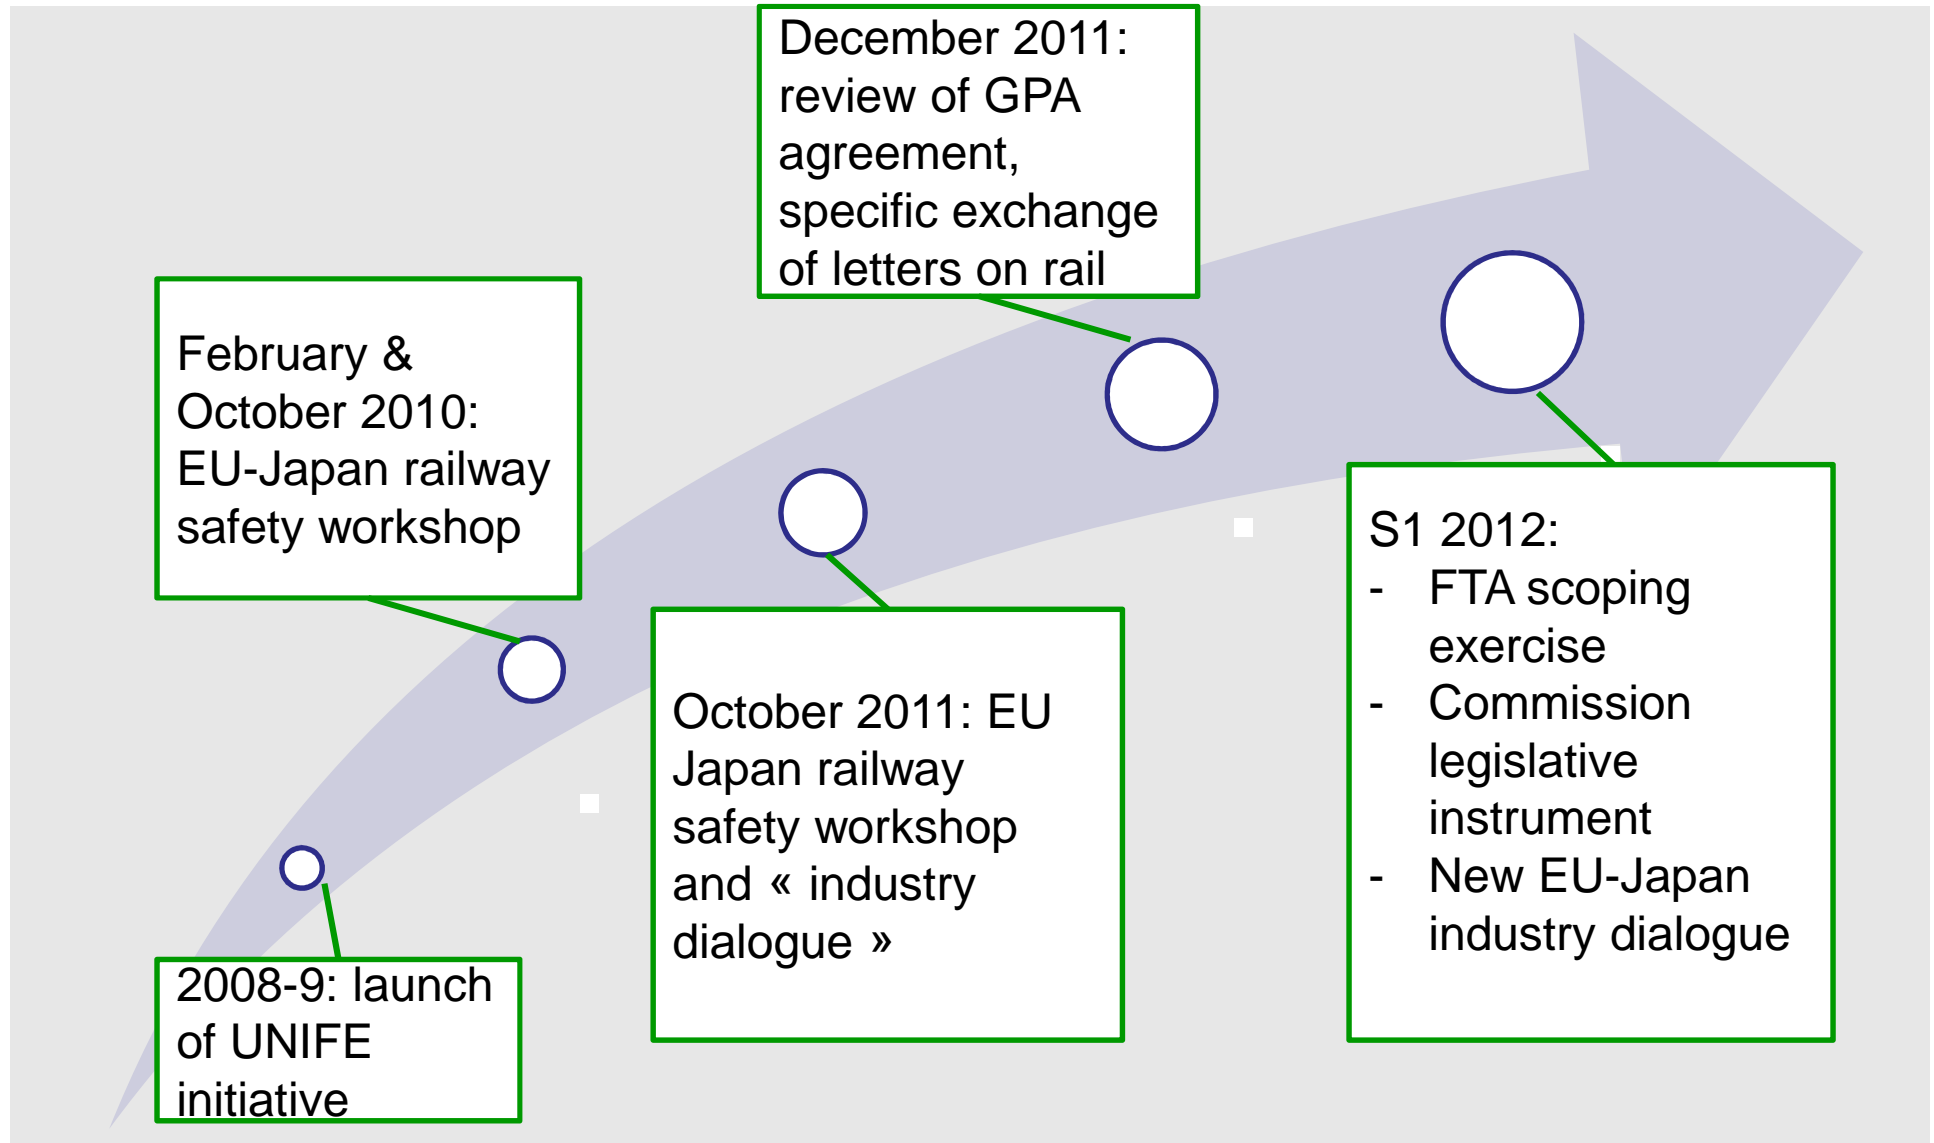 December 2011:
review of GPA
agreement,
specific exchange
of letters on rail
February &
October 2010:
EU-Japan railway
safety workshop
S1 2012:
- FTA scoping
exercise
- Commission
legislative
instrument
- New EU-Japan
industry dialogue
October 2011: EU
Japan railway
safety workshop
and « industry
dialogue »
2008-9: launch
of UNIFE
initiative